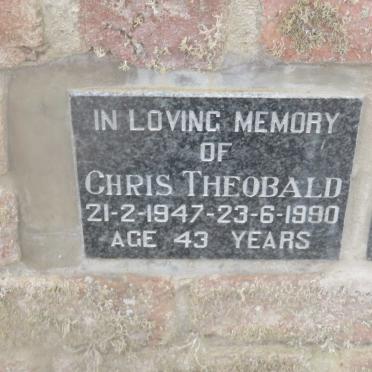 IN LOVING MEMORY
OF
CHRIS THEOBALD
21-2-1947-23-6-1990
AGE 43 YEARS